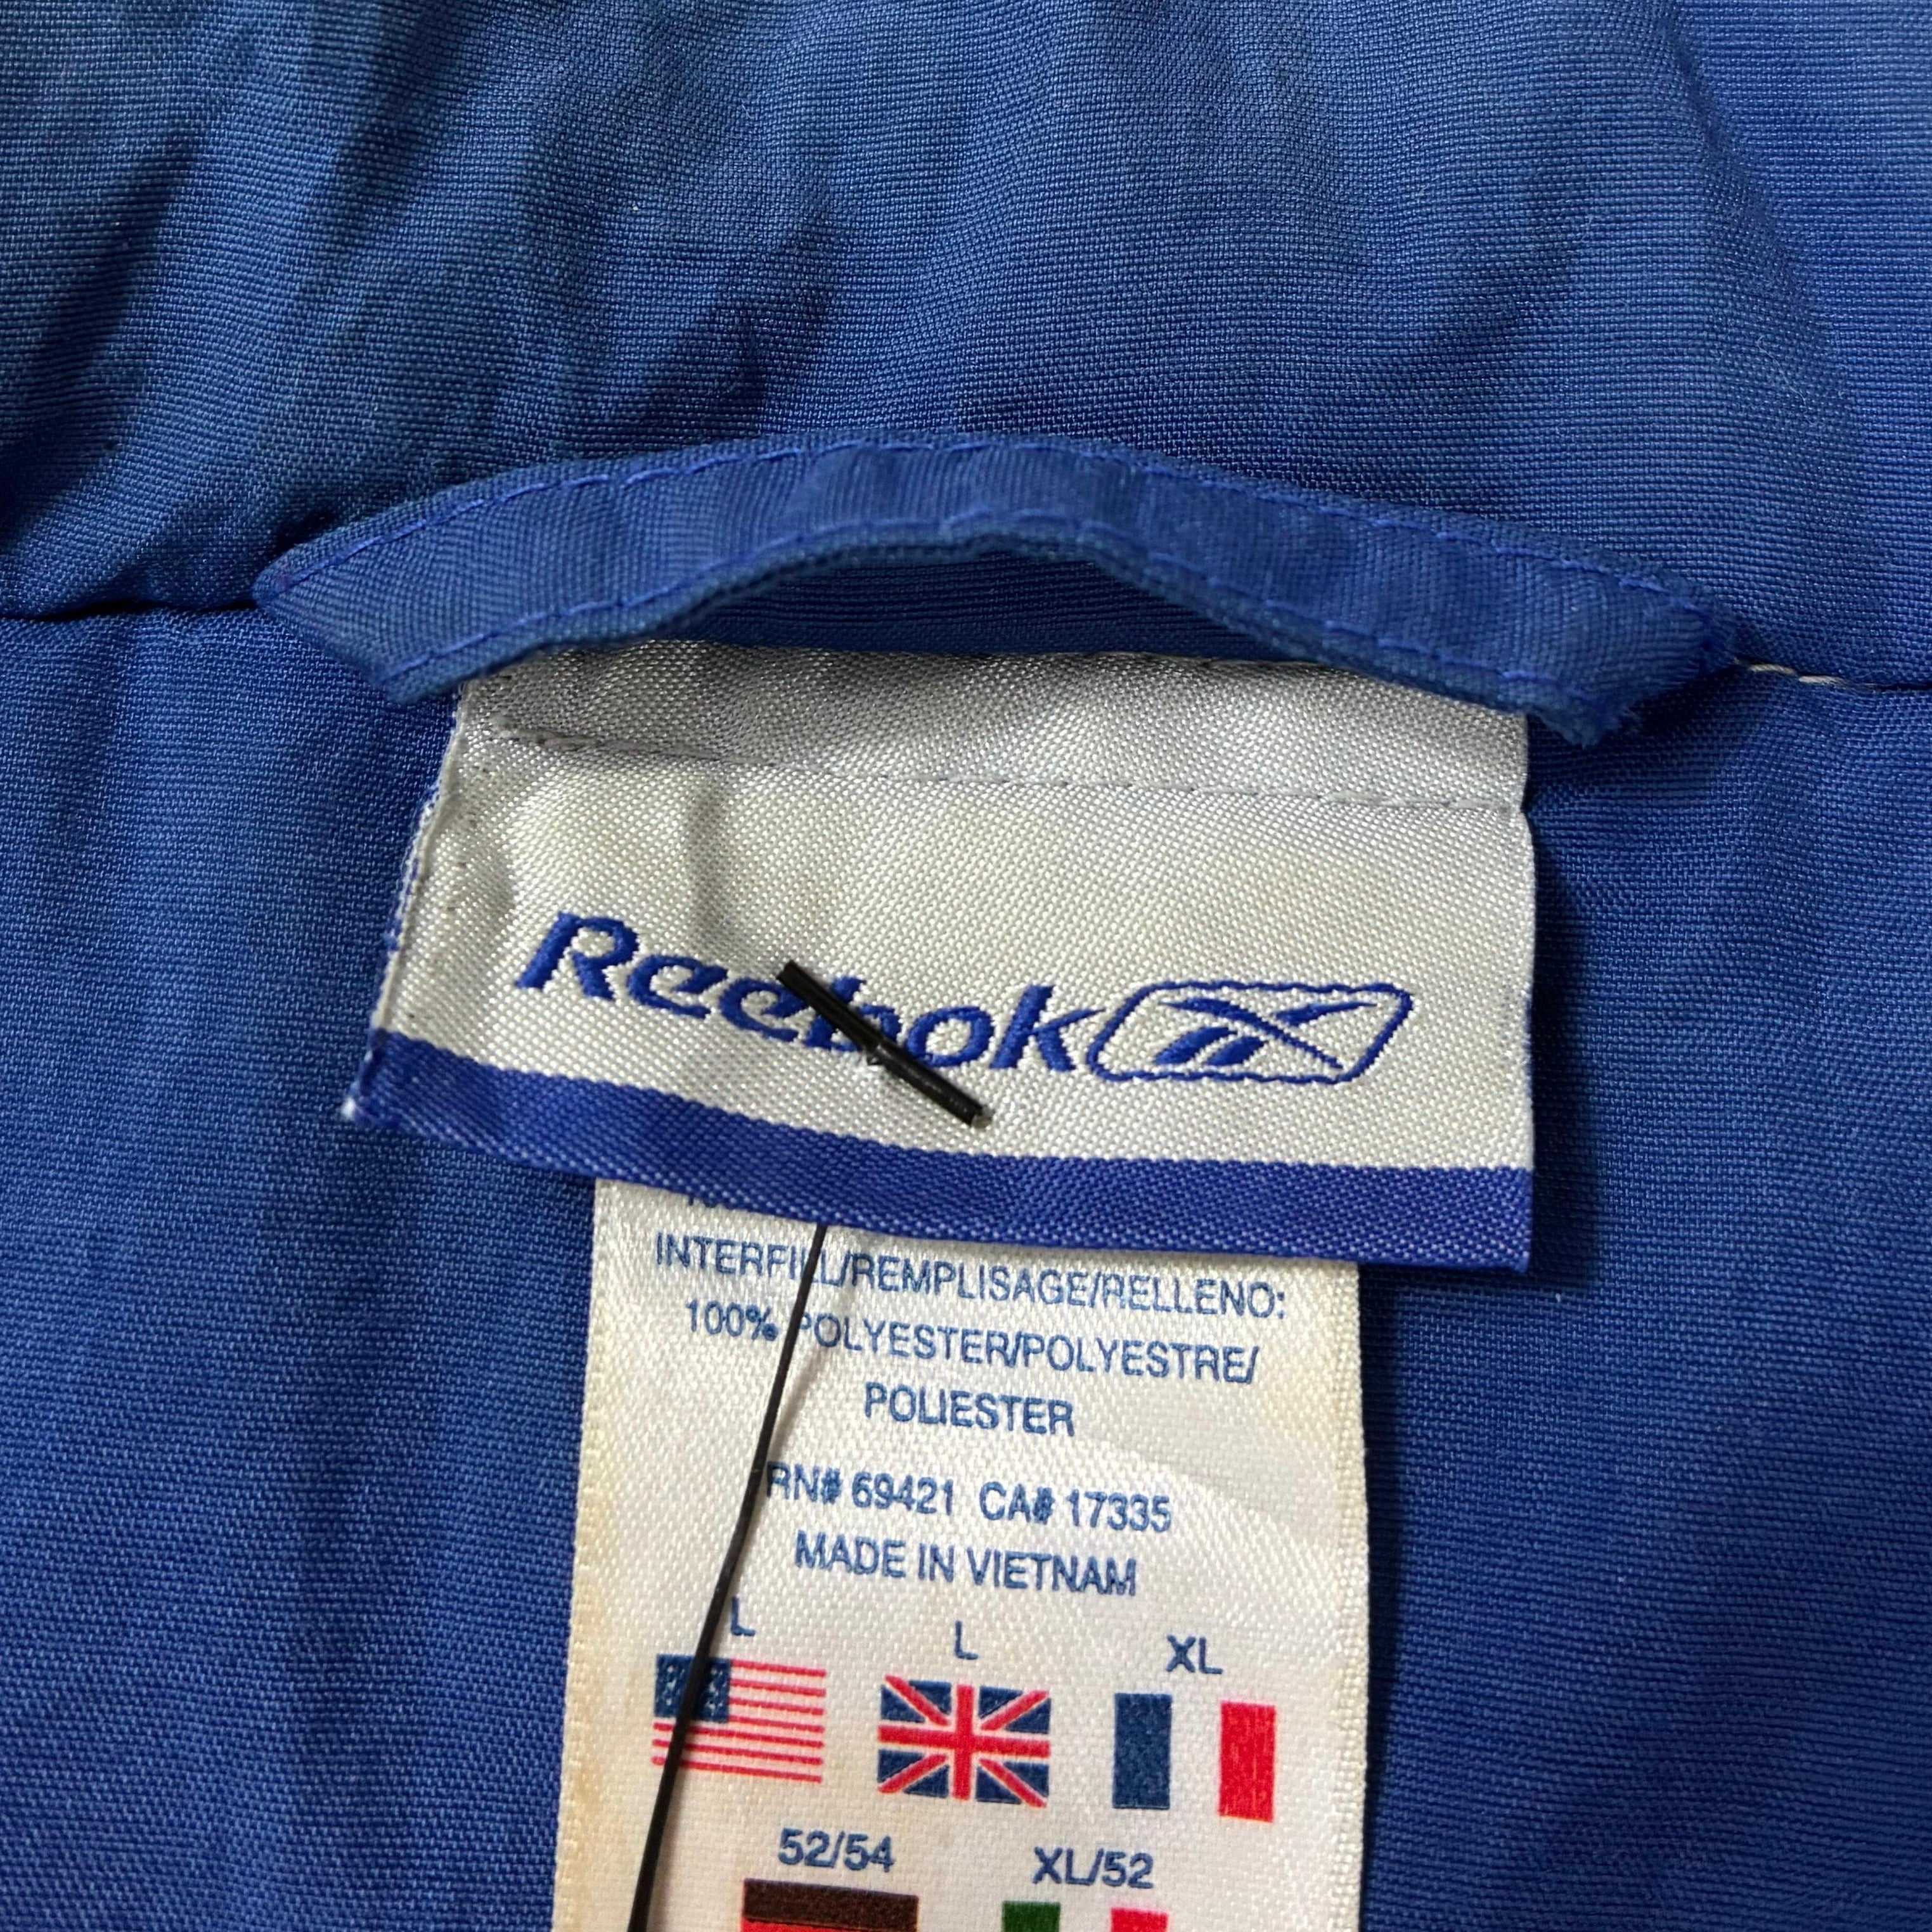 Reebok
INTERFILL/REMPLISAGE/RELLENO:
100% POLYESTER/POLYESTRE/
POLIESTER
RN# 69421 CA# 17335
MADE IN VIETNAM
L L XL
52/54 XL/52